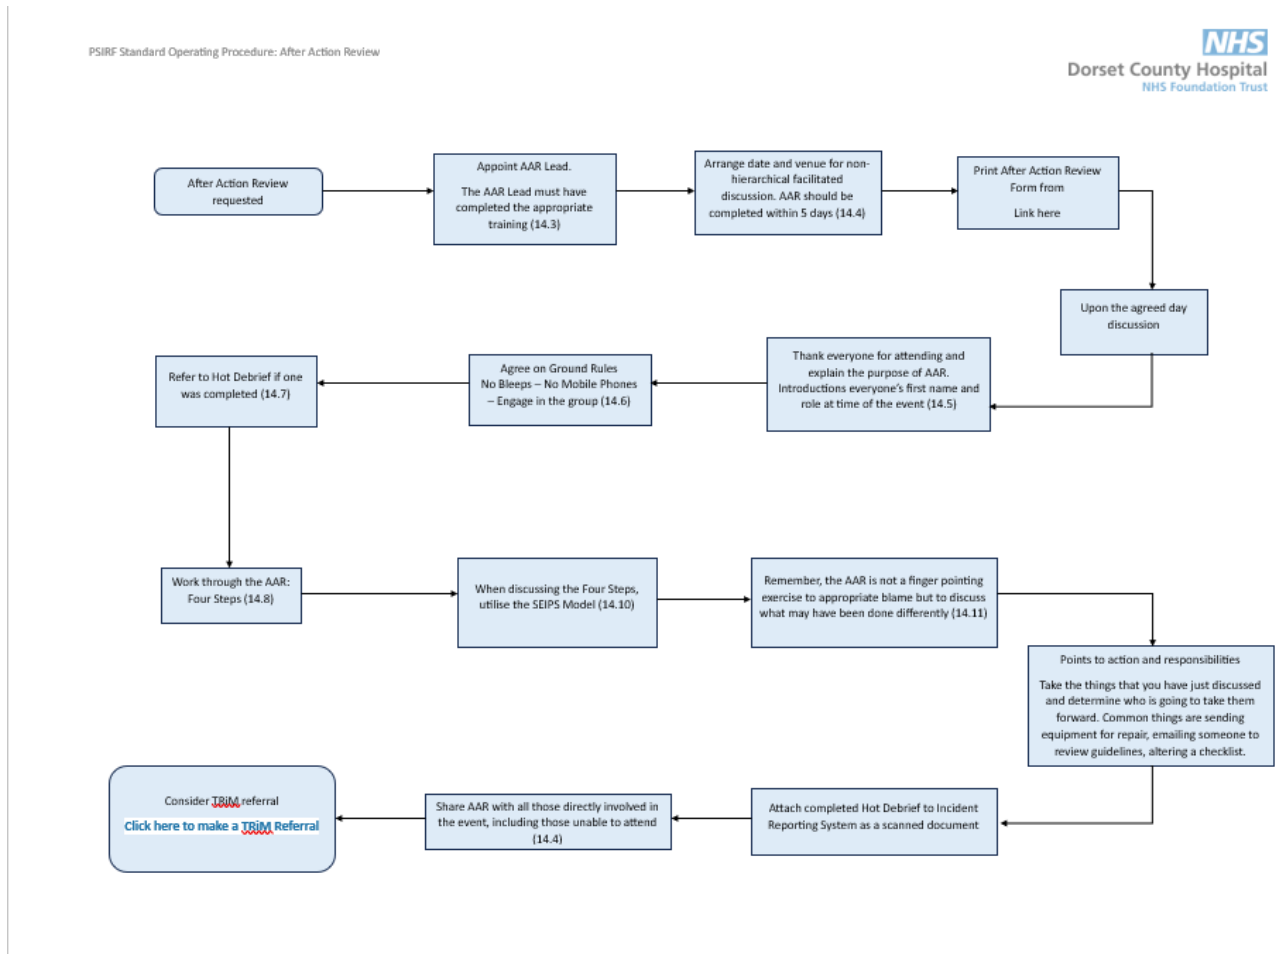 PSIRF Standard Operating Procedure: After Action Review
NHS
Dorset County Hospital
NHS Foundation Trust
After Action Review
requested
Appoint AAR Lead.
The AAR Lead must have
completed the appropriate
training (14.3)
Arrange date and venue for non-
hierarchical facilitated
discussion. AAR should be
completed within 5 days (14.4)
Print After Action Review
Form from
Link here
Upon the agreed day
discussion
Thank everyone for attending and
explain the purpose of AAR.
Introductions everyone's first name and
role at time of the event (14.5)
Agree on Ground Rules
No Bleeps – No Mobile Phones
– Engage in the group (14.6)
Refer to Hot Debrief if one
was completed (14.7)
Work through the AAR:
Four Steps (14.8)
When discussing the Four Steps,
utilise the SEIPS Model (14.10)
Remember, the AAR is not a finger pointing
exercise to appropriate blame but to discuss
what may have been done differently (14.11)
Points to action and responsibilities
Take the things that you have just discussed
and determine who is going to take them
forward. Common things are sending
equipment for repair, emailing someone to
review guidelines, altering a checklist.
Attach completed Hot Debrief to Incident
Reporting System as a scanned document
Share AAR with all those directly involved in
the event, including those unable to attend
(14.4)
Consider TRiM referral
Click here to make a TRiM Referral